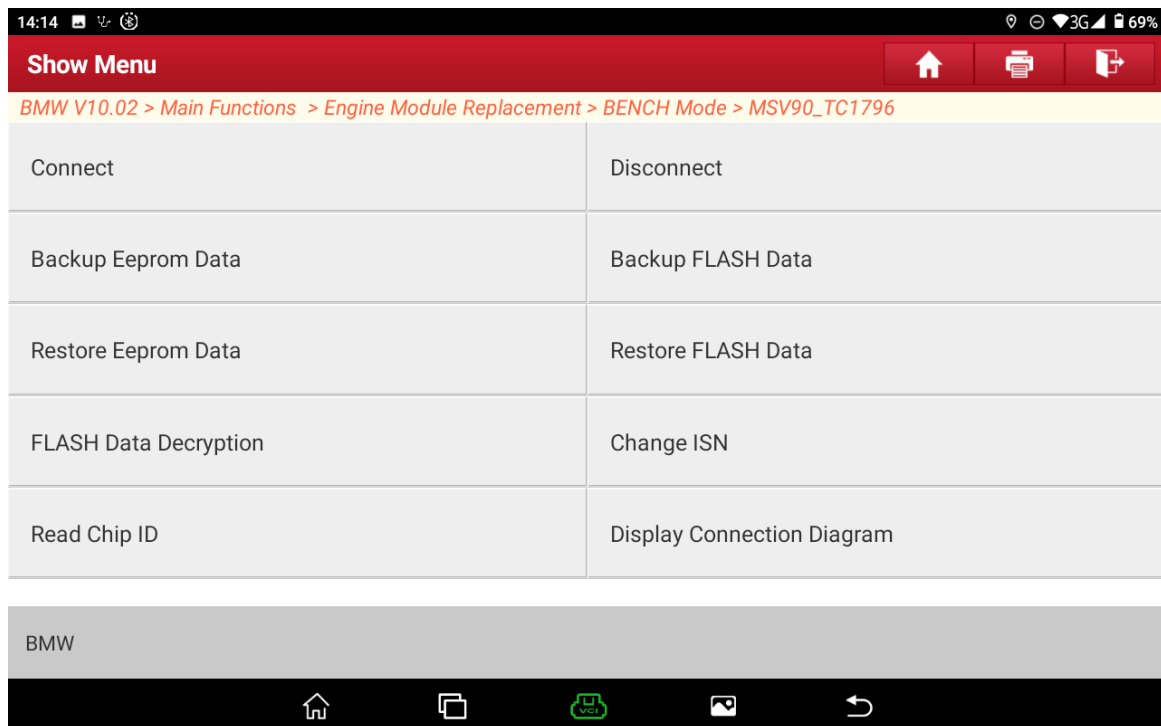 14:14 3G 69%
Show Menu
BMW V10.02 > Main Functions > Engine Module Replacement > BENCH Mode > MSV90_TC1796
Connect Disconnect
Backup Eeprom Data Backup FLASH Data
Restore Eeprom Data Restore FLASH Data
FLASH Data Decryption Change ISN
Read Chip ID Display Connection Diagram
BMW
VCI